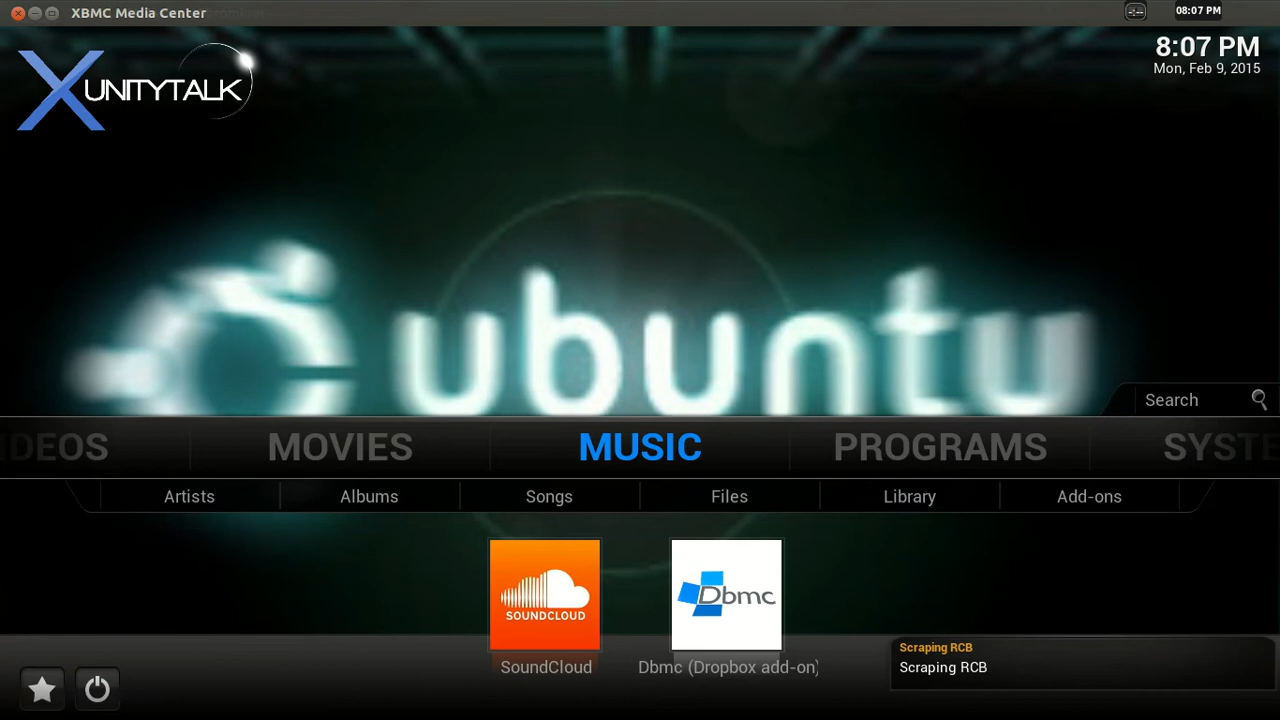 XBMC Media Center
08:07 PM
XUNITYTALK
8:07 PM
Mon, Feb 9, 2015
ubuntu
Search
IDEOS
MOVIES
MUSIC
PROGRAMS
SYSTE
Artists
Albums
Songs
Files
Library
Add-ons
SOUNDCLOUD
Dbmc
SoundCloud
Dbmc (Dropbox add-on)
Scraping RCB
Scraping RCB